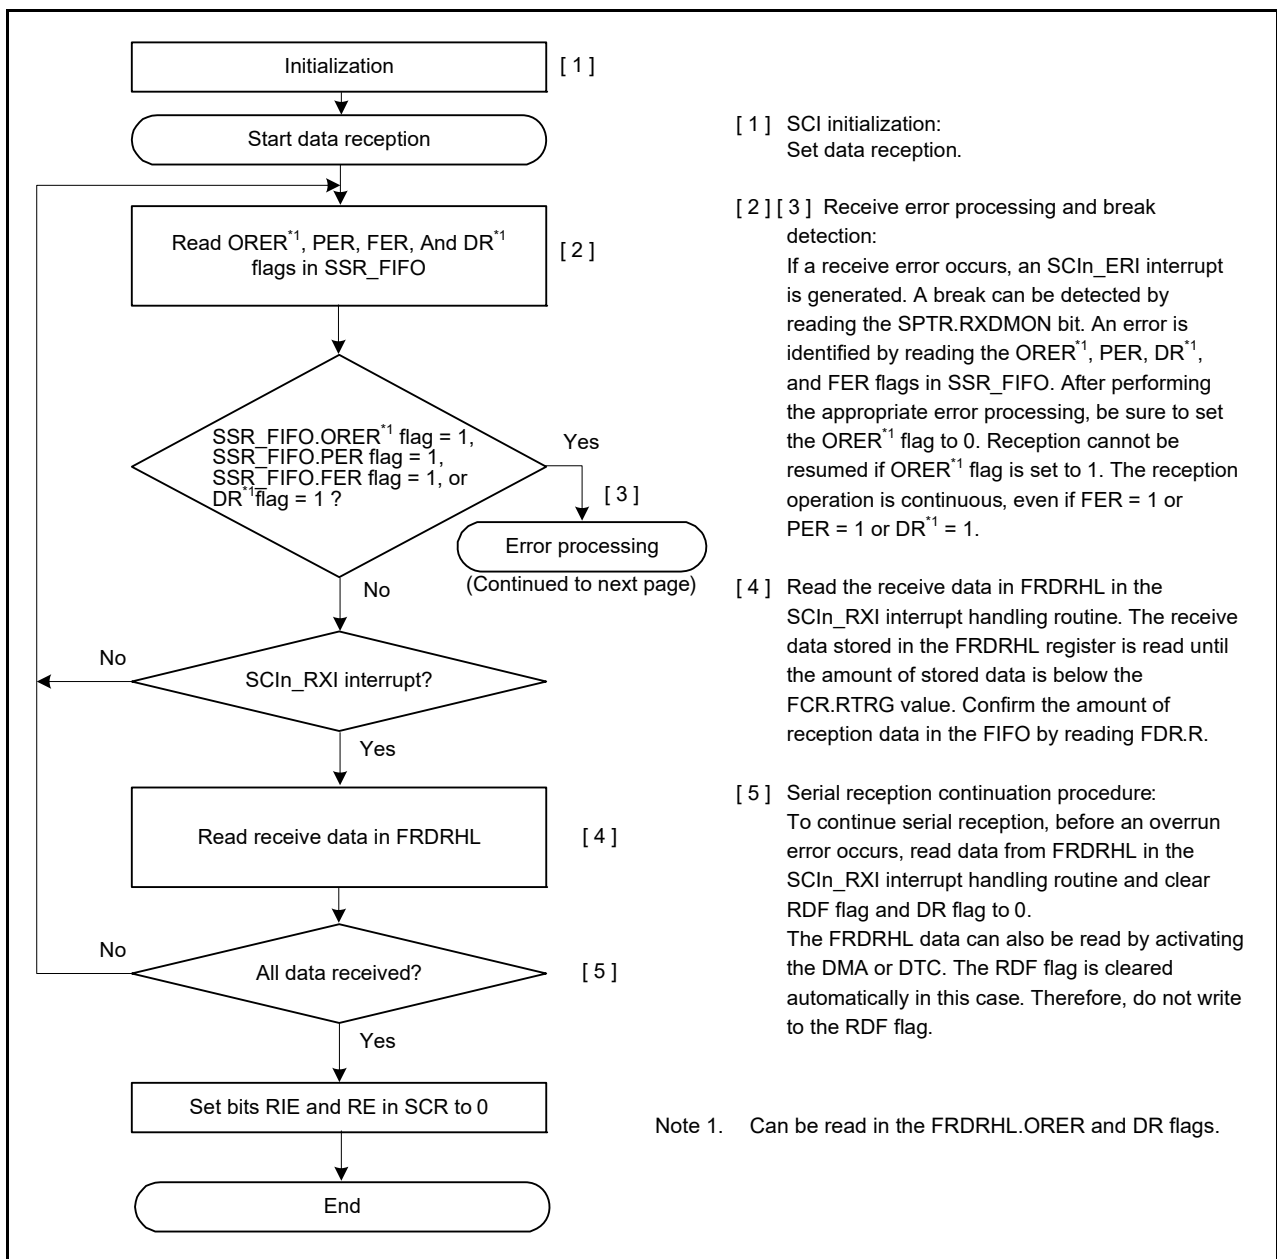 Initialization
[ 1 ]
Start data reception
Read ORER*1, PER, FER, And DR*1
flags in SSR_FIFO
[ 2 ]
SSR_FIFO.ORER*1 flag = 1,
SSR_FIFO.PER flag = 1,
SSR_FIFO.FER flag = 1, or
DR*1flag = 1 ?
Yes
[ 3 ]
Error processing
(Continued to next page)
No
SCIn_RXI interrupt?
No
Yes
Read receive data in FRDRHL
[ 4 ]
No
All data received?
[ 5 ]
Yes
Set bits RIE and RE in SCR to 0
End
[ 1 ] SCI initialization:
Set data reception.
[ 2 ] [ 3 ] Receive error processing and break
detection:
If a receive error occurs, an SCIn_ERI interrupt
is generated. A break can be detected by
reading the SPTR.RXDMON bit. An error is
identified by reading the ORER*1, PER, DR*1,
and FER flags in SSR_FIFO. After performing
the appropriate error processing, be sure to set
the ORER*1 flag to 0. Reception cannot be
resumed if ORER*1 flag is set to 1. The reception
operation is continuous, even if FER = 1 or
PER = 1 or DR*1 = 1.
[ 4 ] Read the receive data in FRDRHL in the
SCIn_RXI interrupt handling routine. The receive
data stored in the FRDRHL register is read until
the amount of stored data is below the
FCR.RTRG value. Confirm the amount of
reception data in the FIFO by reading FDR.R.
[ 5 ] Serial reception continuation procedure:
To continue serial reception, before an overrun
error occurs, read data from FRDRHL in the
SCIn_RXI interrupt handling routine and clear
RDF flag and DR flag to 0.
The FRDRHL data can also be read by activating
the DMA or DTC. The RDF flag is cleared
automatically in this case. Therefore, do not write
to the RDF flag.
Note 1. Can be read in the FRDRHL.ORER and DR flags.